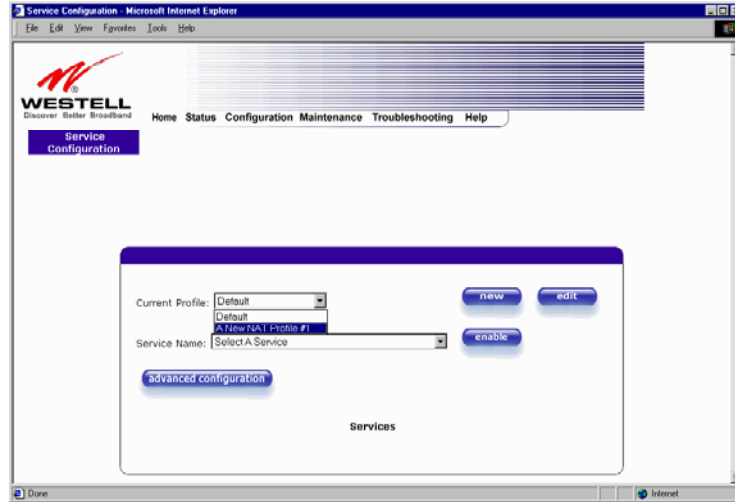 Service Configuration - Microsoft Internet Explorer
File Edit View Favorites Tools Help
WESTELL®
Discover Better Broadband
Home Status Configuration Maintenance Troubleshooting Help
Service
Configuration
Current Profile: Default
new
edit
Default
A New NAT Profile #1
Service Name: Select A Service
enable
advanced configuration
Services
Done
Internet